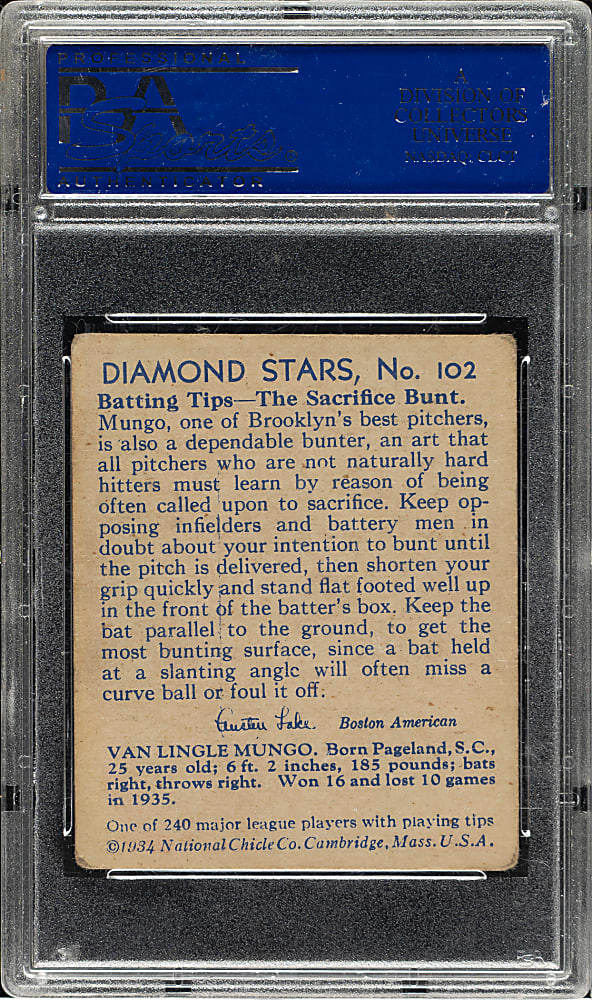 PROFESSIONAL
PSA
Sports
AUTHENTICATOR
A
DIVISION OF
COLLECTORS
UNIVERSE
NASDAQ: CLCT
DIAMOND STARS, No. 102
Batting Tips—The Sacrifice Bunt.
Mungo, one of Brooklyn's best pitchers,
is also a dependable bunter, an art that
all pitchers who are not naturally hard
hitters must learn by reason of being
often called upon to sacrifice. Keep op-
posing infielders and battery men in
doubt about your intention to bunt until
the pitch is delivered, then shorten your
grip quickly and stand flat footed well up
in the front of the batter's box. Keep the
bat parallel to the ground, to get the
most bunting surface, since a bat held
at a slanting angle will often miss a
curve ball or foul it off.
Austen Lake Boston American
VAN LINGLE MUNGO. Born Pageland, S.C.,
25 years old; 6 ft. 2 inches, 185 pounds; bats
right, throws right. Won 16 and lost 10 games
in 1935.
One of 240 major league players with playing tips
©1934 National Chicle Co. Cambridge, Mass. U.S.A.